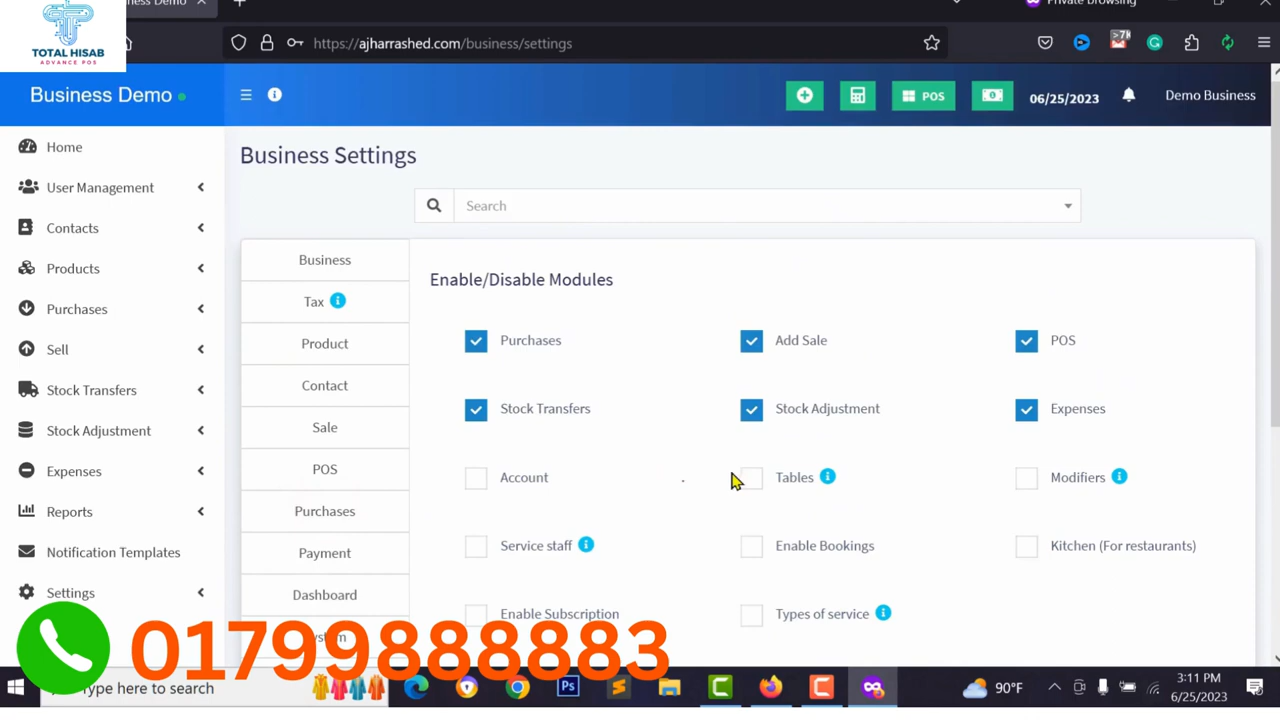 Business Demo
Private Browsing
TOTAL HISAB
ADVANCE POS
https://ajharrashed.com/business/settings
>7K
Business Demo
POS
06/25/2023
Demo Business
Home
User Management
Contacts
Products
Purchases
Sell
Stock Transfers
Stock Adjustment
Expenses
Reports
Notification Templates
Settings
Business Settings
Search
Business
Tax
Product
Contact
Sale
POS
Purchases
Payment
Dashboard
System
Enable/Disable Modules
Purchases
Add Sale
POS
Stock Transfers
Stock Adjustment
Expenses
Account
Tables
Modifiers
Service staff
Enable Bookings
Kitchen (For restaurants)
Enable Subscription
Types of service
01799888883
Type here to search
Ps
90°F
3:11 PM
6/25/2023